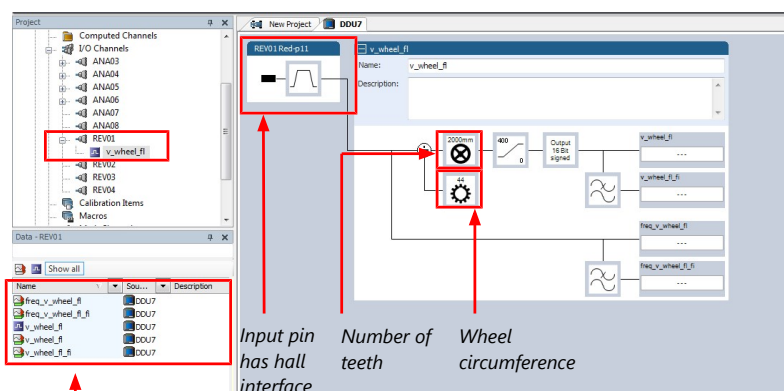 Project
New Project
DDU7
Computed Channels
I/O Channels
ANA03
ANA04
ANA05
ANA06
ANA07
ANA08
REV01
v_wheel_fl
REV02
REV03
REV04
Calibration Items
Macros
Data - REV01
Show all
Name
Sou...
Description
freq_v_wheel_fl
DDU7
freq_v_wheel_fl_fi
DDU7
v_wheel_fl
DDU7
v_wheel_fl
DDU7
v_wheel_fl_fi
DDU7
REV01 Red-p11
v_wheel_fl
Name:
v_wheel_fl
Description:
2000mm
44
400
0
Output
16 Bit
signed
v_wheel_fl
---
v_wheel_fl_fi
---
freq_v_wheel_fl
---
freq_v_wheel_fl_fi
---
Input pin
has hall
interface
Number of
teeth
Wheel
circumference